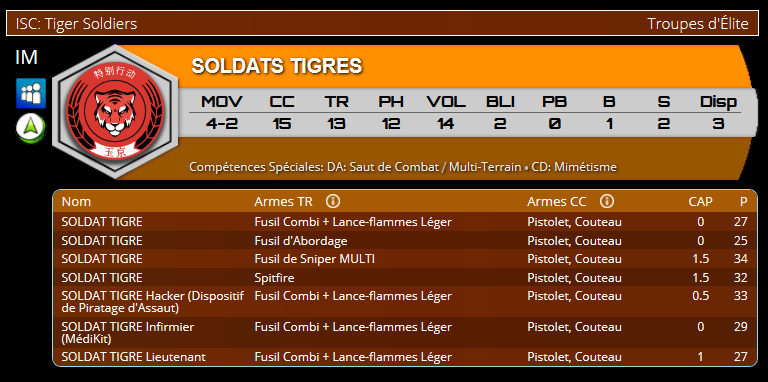 ISC: Tiger Soldiers Troupes d'Élite
IM
特别行动
玉京
SOLDATS TIGRES
MOV CC TR PH VOL BLI PB B S Disp
4-2 15 13 12 14 2 0 1 2 3
Compétences Spéciales: DA: Saut de Combat / Multi-Terrain • CD: Mimétisme
Nom Armes TR Armes CC CAP P
SOLDAT TIGRE Fusil Combi + Lance-flammes Léger Pistolet, Couteau 0 27
SOLDAT TIGRE Fusil d'Abordage Pistolet, Couteau 0 25
SOLDAT TIGRE Fusil de Sniper MULTI Pistolet, Couteau 1.5 34
SOLDAT TIGRE Spitfire Pistolet, Couteau 1.5 32
SOLDAT TIGRE Hacker (Dispositif Fusil Combi + Lance-flammes Léger Pistolet, Couteau 0.5 33
de Piratage d'Assaut)
SOLDAT TIGRE Infirmier Fusil Combi + Lance-flammes Léger Pistolet, Couteau 0 29
(MédiKit)
SOLDAT TIGRE Lieutenant Fusil Combi + Lance-flammes Léger Pistolet, Couteau 1 27